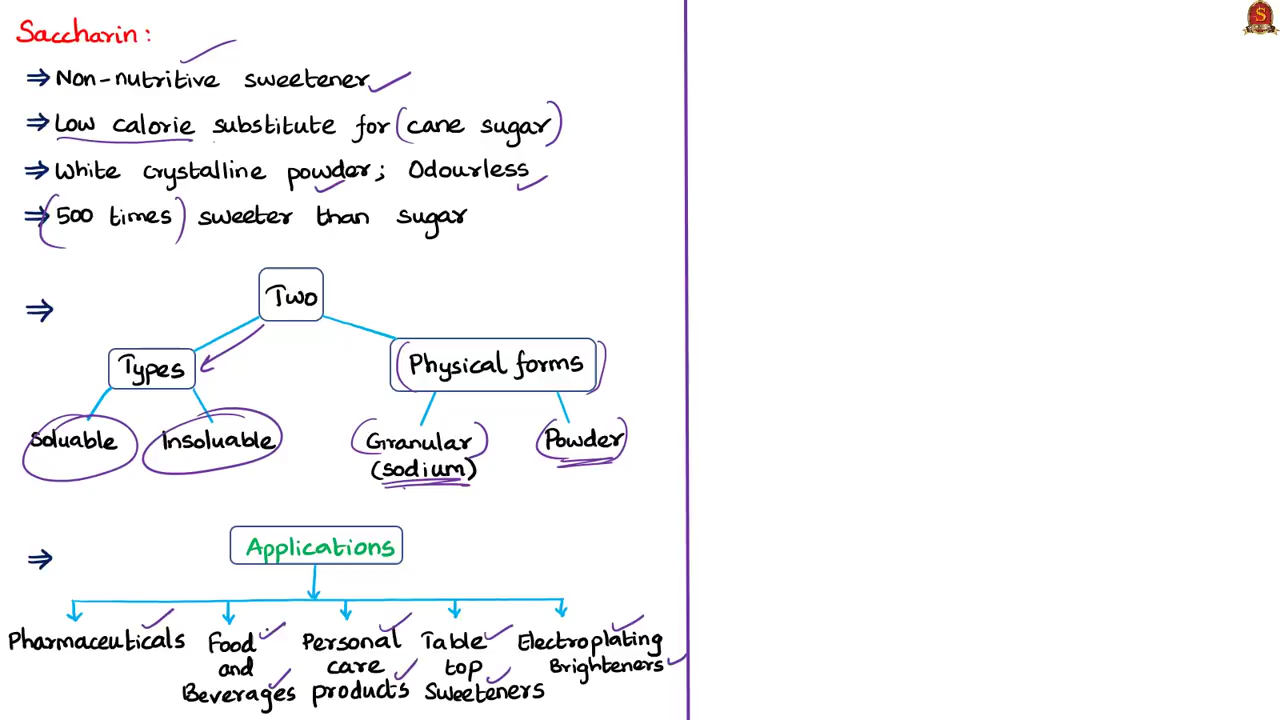 Saccharin:
⇒ Non-nutritive sweetener
⇒ Low calorie substitute for (cane sugar)
⇒ White crystalline powder; Odourless
⇒ (500 times) sweeter than sugar
⇒ Two
Types Physical forms
Soluable Insoluable Granular Powder
(sodium)
⇒ Applications
Pharmaceuticals Food Personal Table Electroplating
and care top Brighteners
Beverages products Sweeteners
S